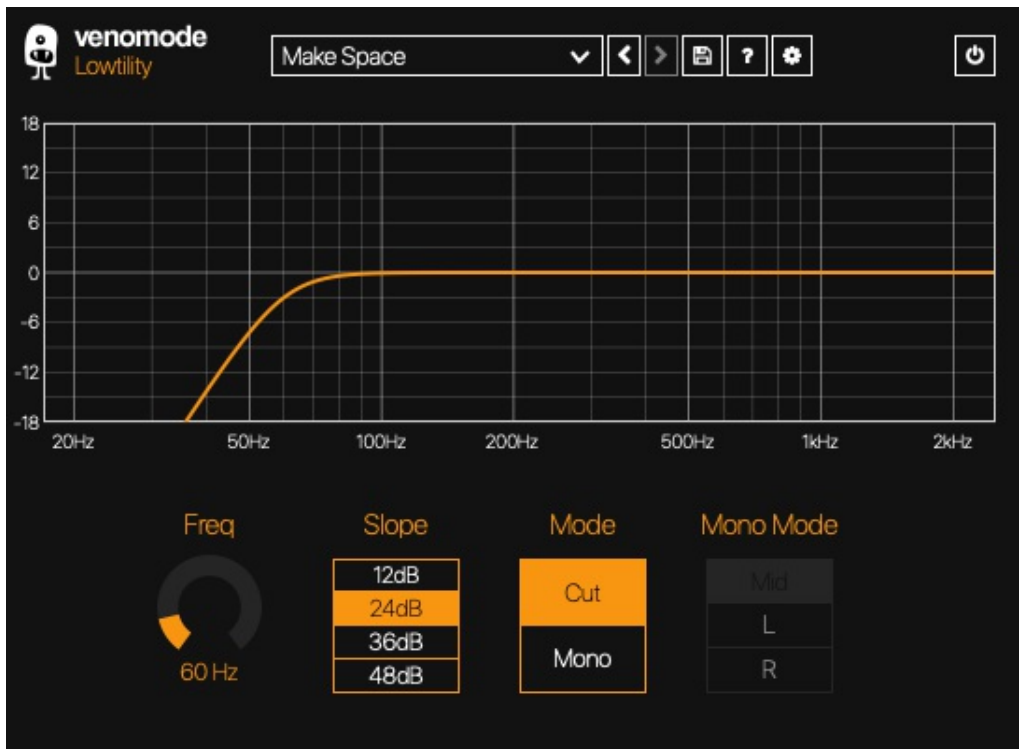 venomode
Lowtility
Make Space
?
18
12
6
0
-6
-12
-18
20Hz 50Hz 100Hz 200Hz 500Hz 1kHz 2kHz
Freq Slope Mode Mono Mode
12dB
24dB
36dB
48dB
60 Hz
Cut
Mono
Mid
L
R